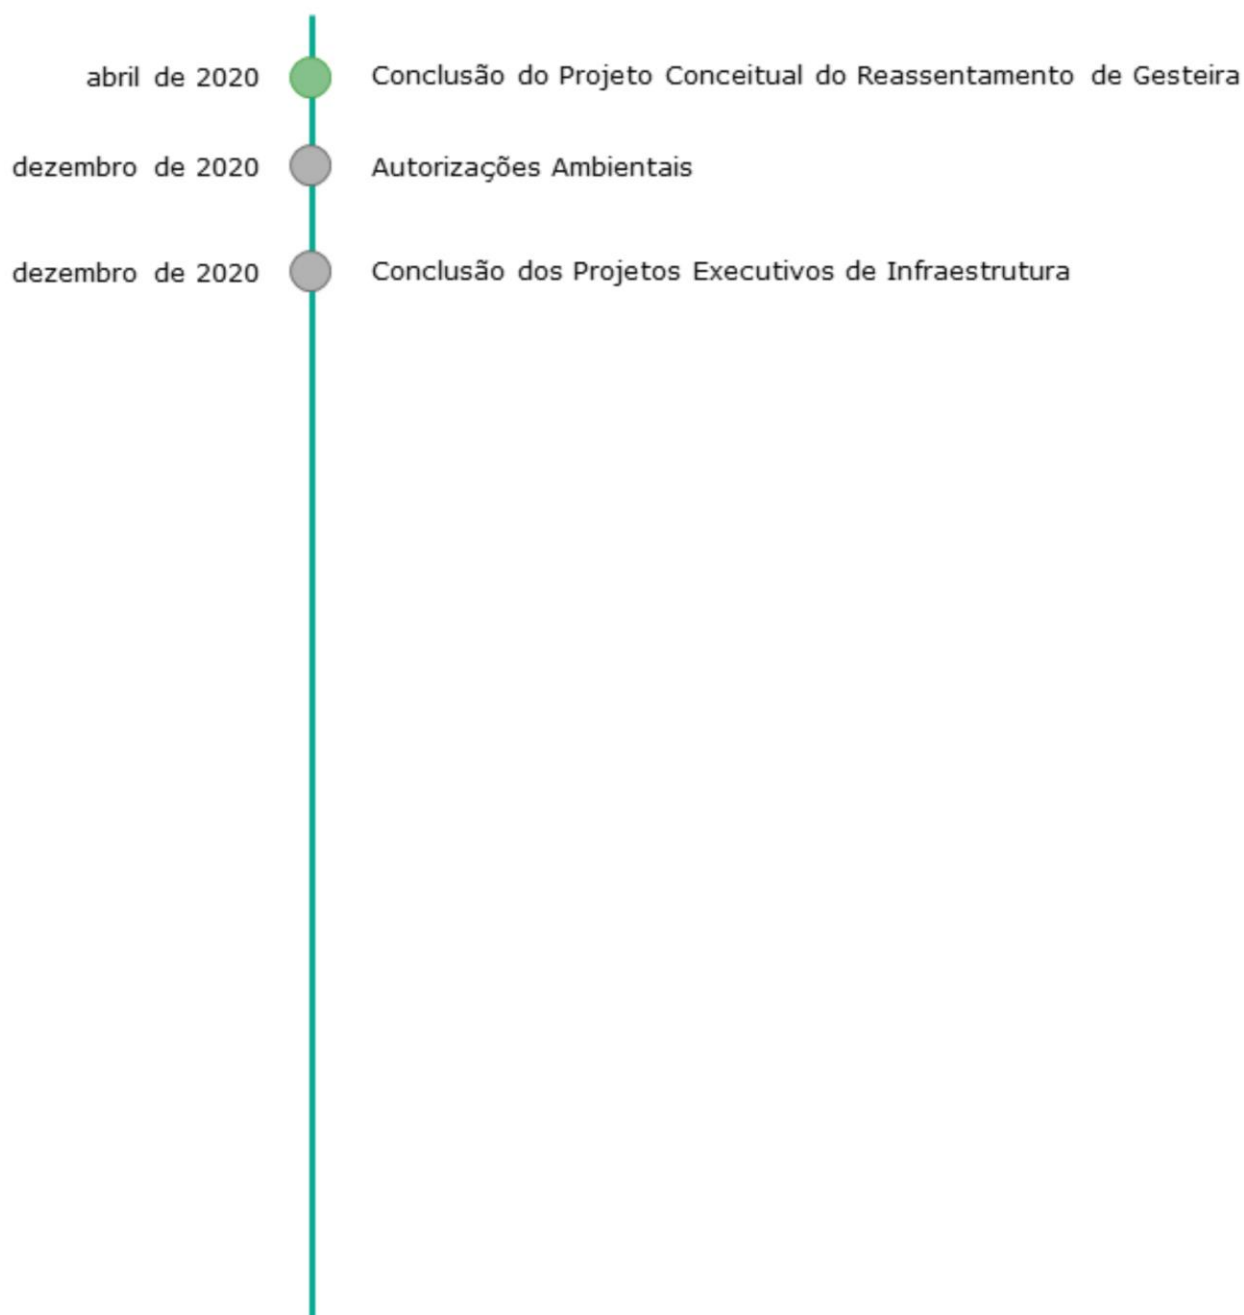 abril de 2020 Conclusão do Projeto Conceitual do Reassentamento de Gesteira
dezembro de 2020 Autorizações Ambientais
dezembro de 2020 Conclusão dos Projetos Executivos de Infraestrutura